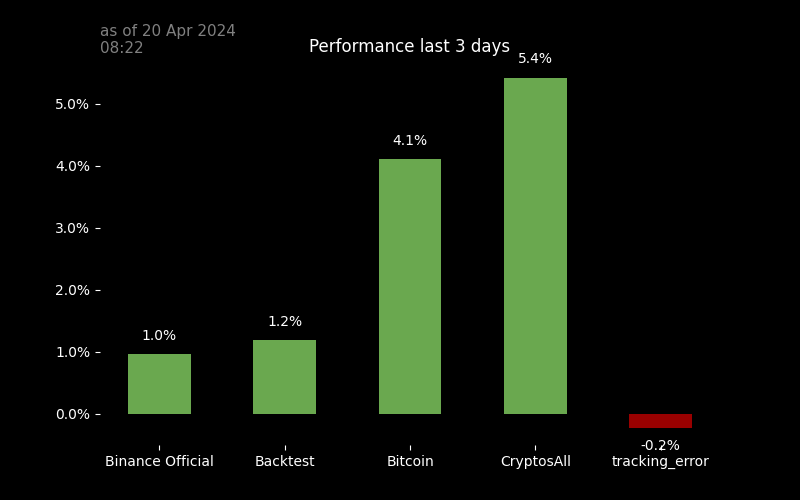 as of 20 Apr 2024
08:22
Performance last 3 days
5.4%
5.0%
4.1%
4.0%
3.0%
2.0%
1.2%
1.0%
1.0%
0.0%
-0.2%
Binance Official
Backtest
Bitcoin
CryptosAll
tracking_error